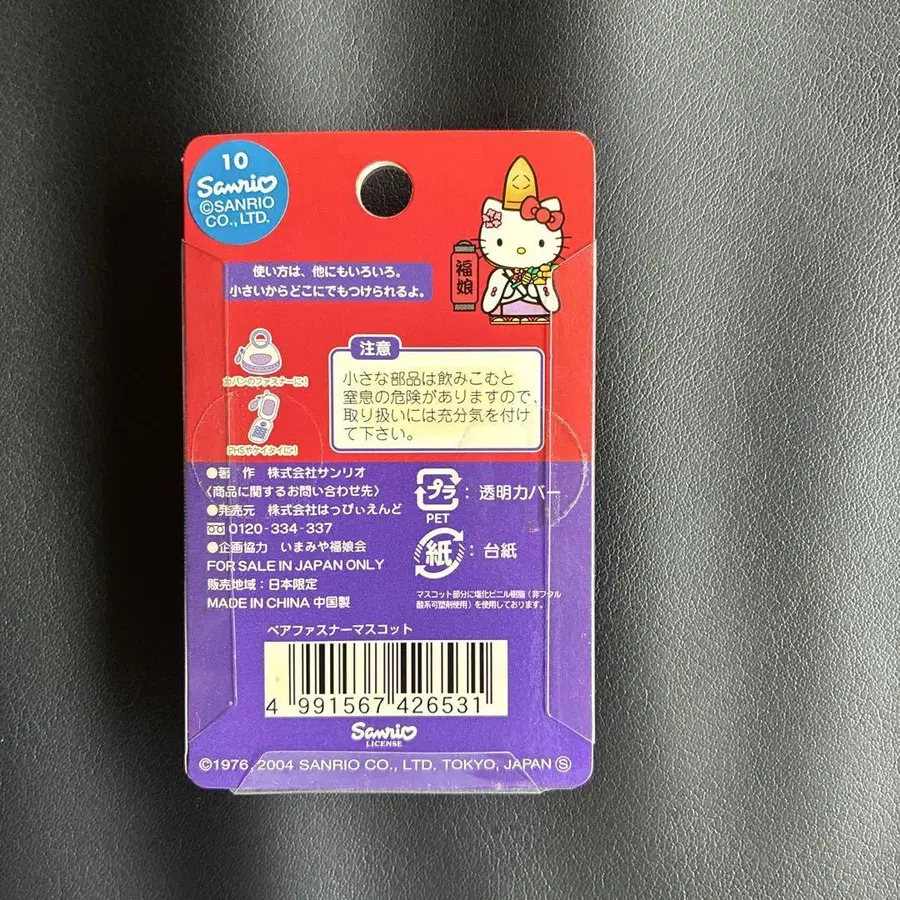 10
Sanrio
©SANRIO
CO., LTD.
福娘
使い方は、他にもいろいろ。
小さいからどこにでもつけられるよ。
カバンのファスナーに!
PHSやケイタイに!
注意
小さな部品は飲みこむと
窒息の危険がありますので、
取り扱いには充分気を付け
て下さい。
●著 作 株式会社サンリオ
〈商品に関するお問い合わせ先〉
●発売元 株式会社はっぴぃえんど
0120-334-337
●企画協力 いまみや福娘会
FOR SALE IN JAPAN ONLY
販売地域:日本限定
MADE IN CHINA 中国製
プラ:透明カバー
PET
紙:台紙
マスコット部分に塩化ビニル樹脂(非フタル
酸系可塑剤使用)を使用しております。
ペアファスナーマスコット
4 991567 426531
Sanrio
LICENSE
©1976, 2004 SANRIO CO., LTD. TOKYO, JAPAN Ⓢ